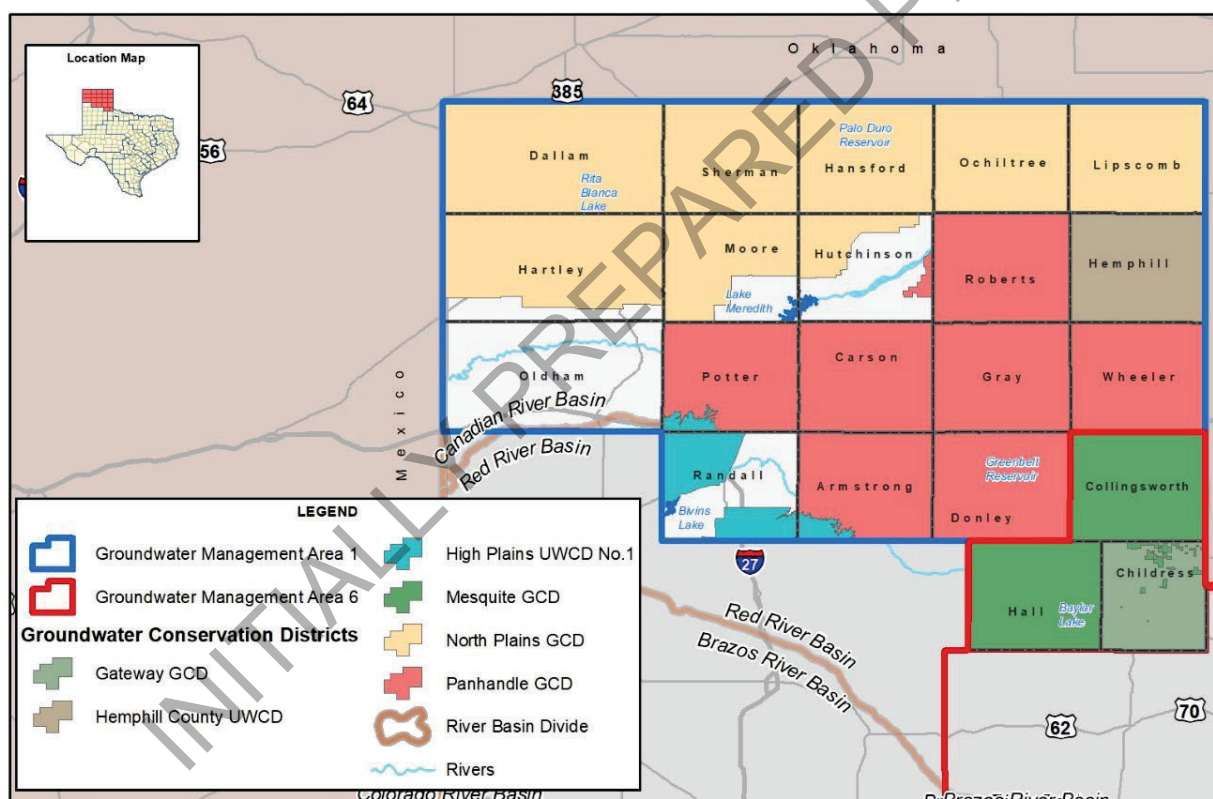 Location Map
Oklahoma
64
385
56
Dallam
Rita
Blanca
Lake
Sherman
Palo Duro
Reservoir
Hansford
Ochiltree
Lipscomb
Hartley
Moore
Lake
Meredith
Hutchinson
Roberts
Hemphill
Oldham
Potter
Carson
Gray
Wheeler
Mexico
Canadian River Basin
Red River Basin
Randall
Bivins
Lake
Armstrong
Greenbelt
Reservoir
Donley
Collingsworth
27
Hall
Baylor
Lake
Childress
Red River Basin
Brazos River Basin
62
70
LEGEND
Groundwater Management Area 1
Groundwater Management Area 6
Groundwater Conservation Districts
Gateway GCD
Hemphill County UWCD
High Plains UWCD No.1
Mesquite GCD
North Plains GCD
Panhandle GCD
River Basin Divide
Rivers
Colorado River Basin
Brazos River Basin
INITIALLY PREPARED